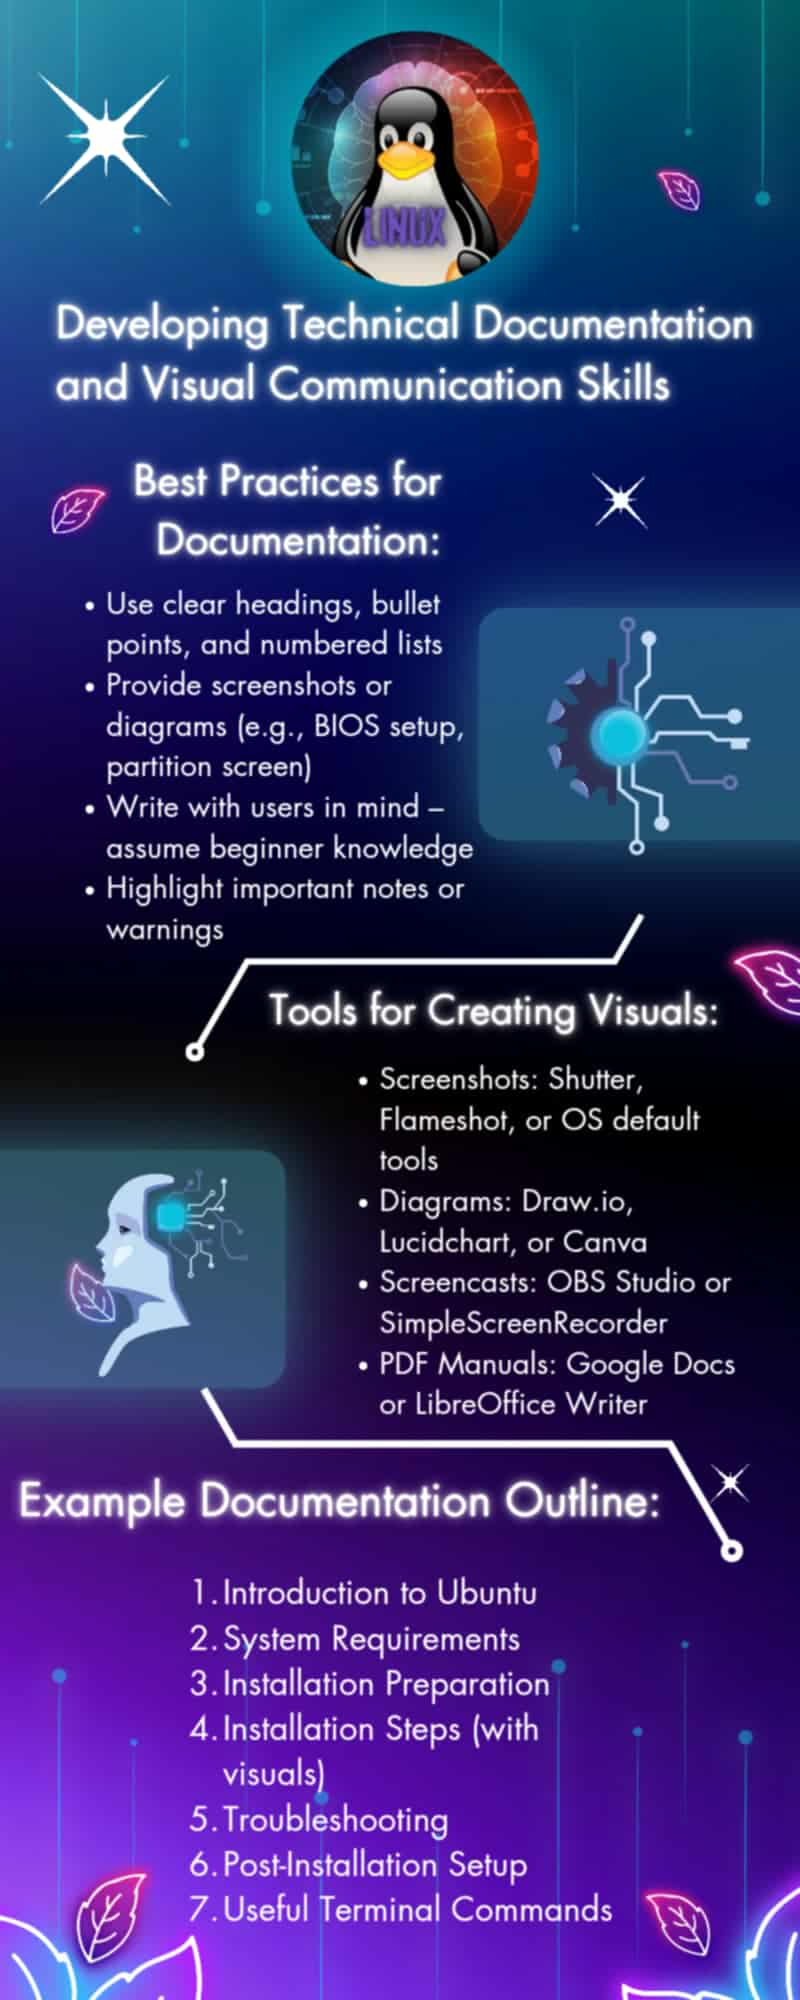 LINUX
Developing Technical Documentation
and Visual Communication Skills
Best Practices for
Documentation:
• Use clear headings, bullet
points, and numbered lists
• Provide screenshots or
diagrams (e.g., BIOS setup,
partition screen)
• Write with users in mind –
assume beginner knowledge
• Highlight important notes or
warnings
Tools for Creating Visuals:
• Screenshots: Shutter,
Flameshot, or OS default
tools
• Diagrams: Draw.io,
Lucidchart, or Canva
• Screencasts: OBS Studio or
SimpleScreenRecorder
• PDF Manuals: Google Docs
or LibreOffice Writer
Example Documentation Outline:
1. Introduction to Ubuntu
2. System Requirements
3. Installation Preparation
4. Installation Steps (with
visuals)
5. Troubleshooting
6. Post-Installation Setup
7. Useful Terminal Commands